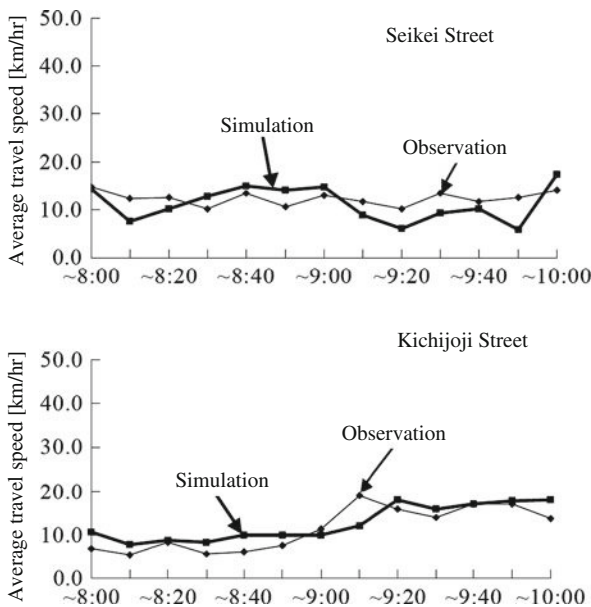 Seikei Street
Average travel speed [km/hr]
50.0
40.0
30.0
20.0
10.0
0.0
Simulation
Observation
~8:00 ~8:20 ~8:40 ~9:00 ~9:20 ~9:40 ~10:00
Kichijoji Street
Average travel speed [km/hr]
50.0
40.0
30.0
20.0
10.0
0.0
Observation
Simulation
~8:00 ~8:20 ~8:40 ~9:00 ~9:20 ~9:40 ~10:00